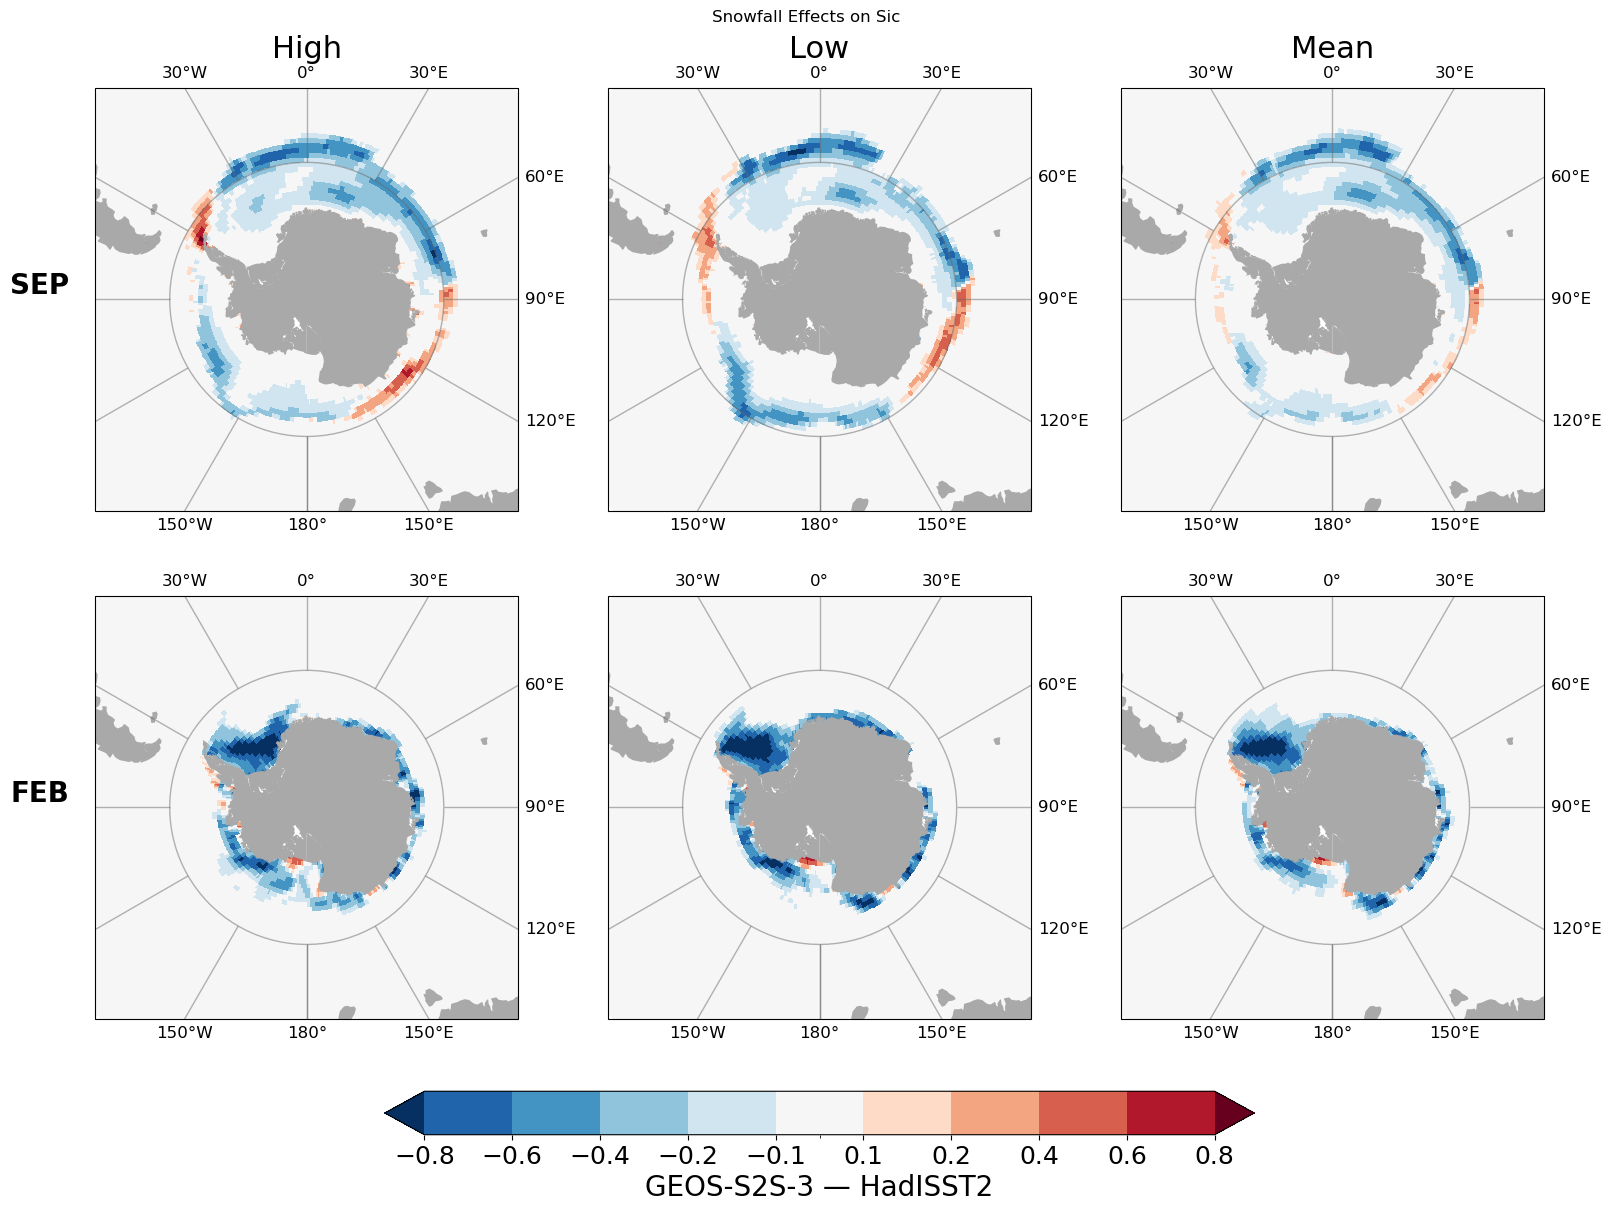 Snowfall Effects on Sic
High Low Mean
30°W 0° 30°E 30°W 0° 30°E 30°W 0° 30°E
60°E 60°E 60°E
SEP 90°E 90°E 90°E
120°E 120°E 120°E
150°W 180° 150°E 150°W 180° 150°E 150°W 180° 150°E
30°W 0° 30°E 30°W 0° 30°E 30°W 0° 30°E
60°E 60°E 60°E
FEB 90°E 90°E 90°E
120°E 120°E 120°E
150°W 180° 150°E 150°W 180° 150°E 150°W 180° 150°E
−0.8 −0.6 −0.4 −0.2 −0.1 0.1 0.2 0.4 0.6 0.8
GEOS-S2S-3 — HadISST2